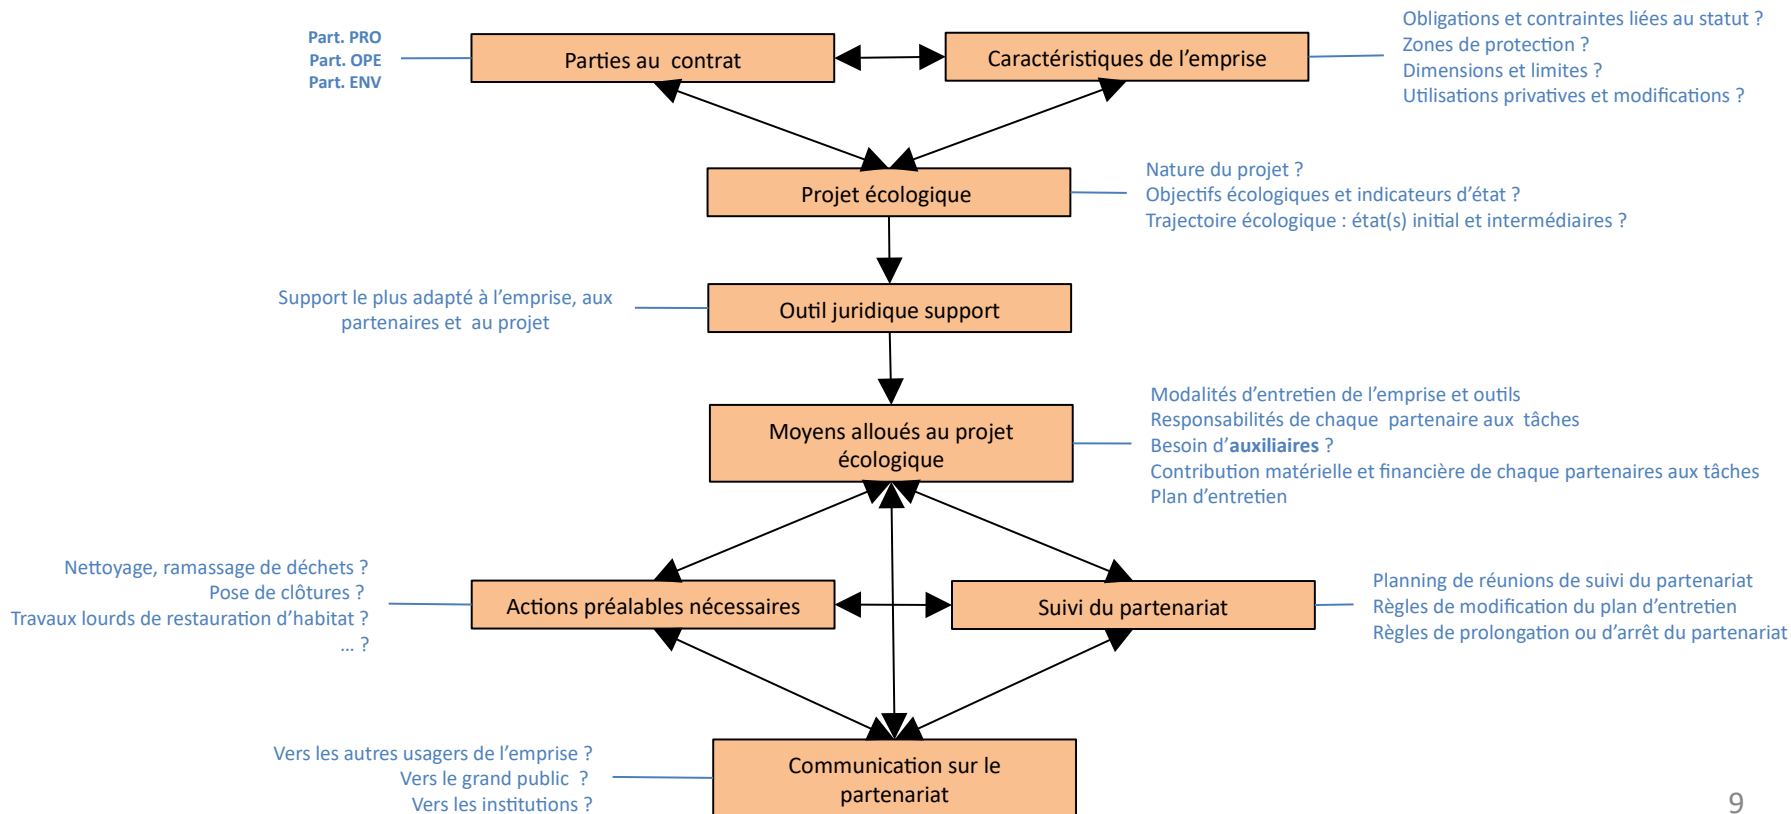 Part. PRO
Part. OPE
Part. ENV
Parties au contrat
Caractéristiques de l’emprise
Obligations et contraintes liées au statut ?
Zones de protection ?
Dimensions et limites ?
Utilisations privatives et modifications ?
Projet écologique
Nature du projet ?
Objectifs écologiques et indicateurs d’état ?
Trajectoire écologique : état(s) initial et intermédiaires ?
Support le plus adapté à l’emprise, aux
partenaires et au projet
Outil juridique support
Moyens alloués au projet
écologique
Modalités d’entretien de l’emprise et outils
Responsabilités de chaque partenaire aux tâches
Besoin d’auxiliaires ?
Contribution matérielle et financière de chaque partenaires aux tâches
Plan d’entretien
Nettoyage, ramassage de déchets ?
Pose de clôtures ?
Travaux lourds de restauration d’habitat ?
... ?
Actions préalables nécessaires
Suivi du partenariat
Planning de réunions de suivi du partenariat
Règles de modification du plan d’entretien
Règles de prolongation ou d’arrêt du partenariat
Vers les autres usagers de l’emprise ?
Vers le grand public ?
Vers les institutions ?
Communication sur le
partenariat
9